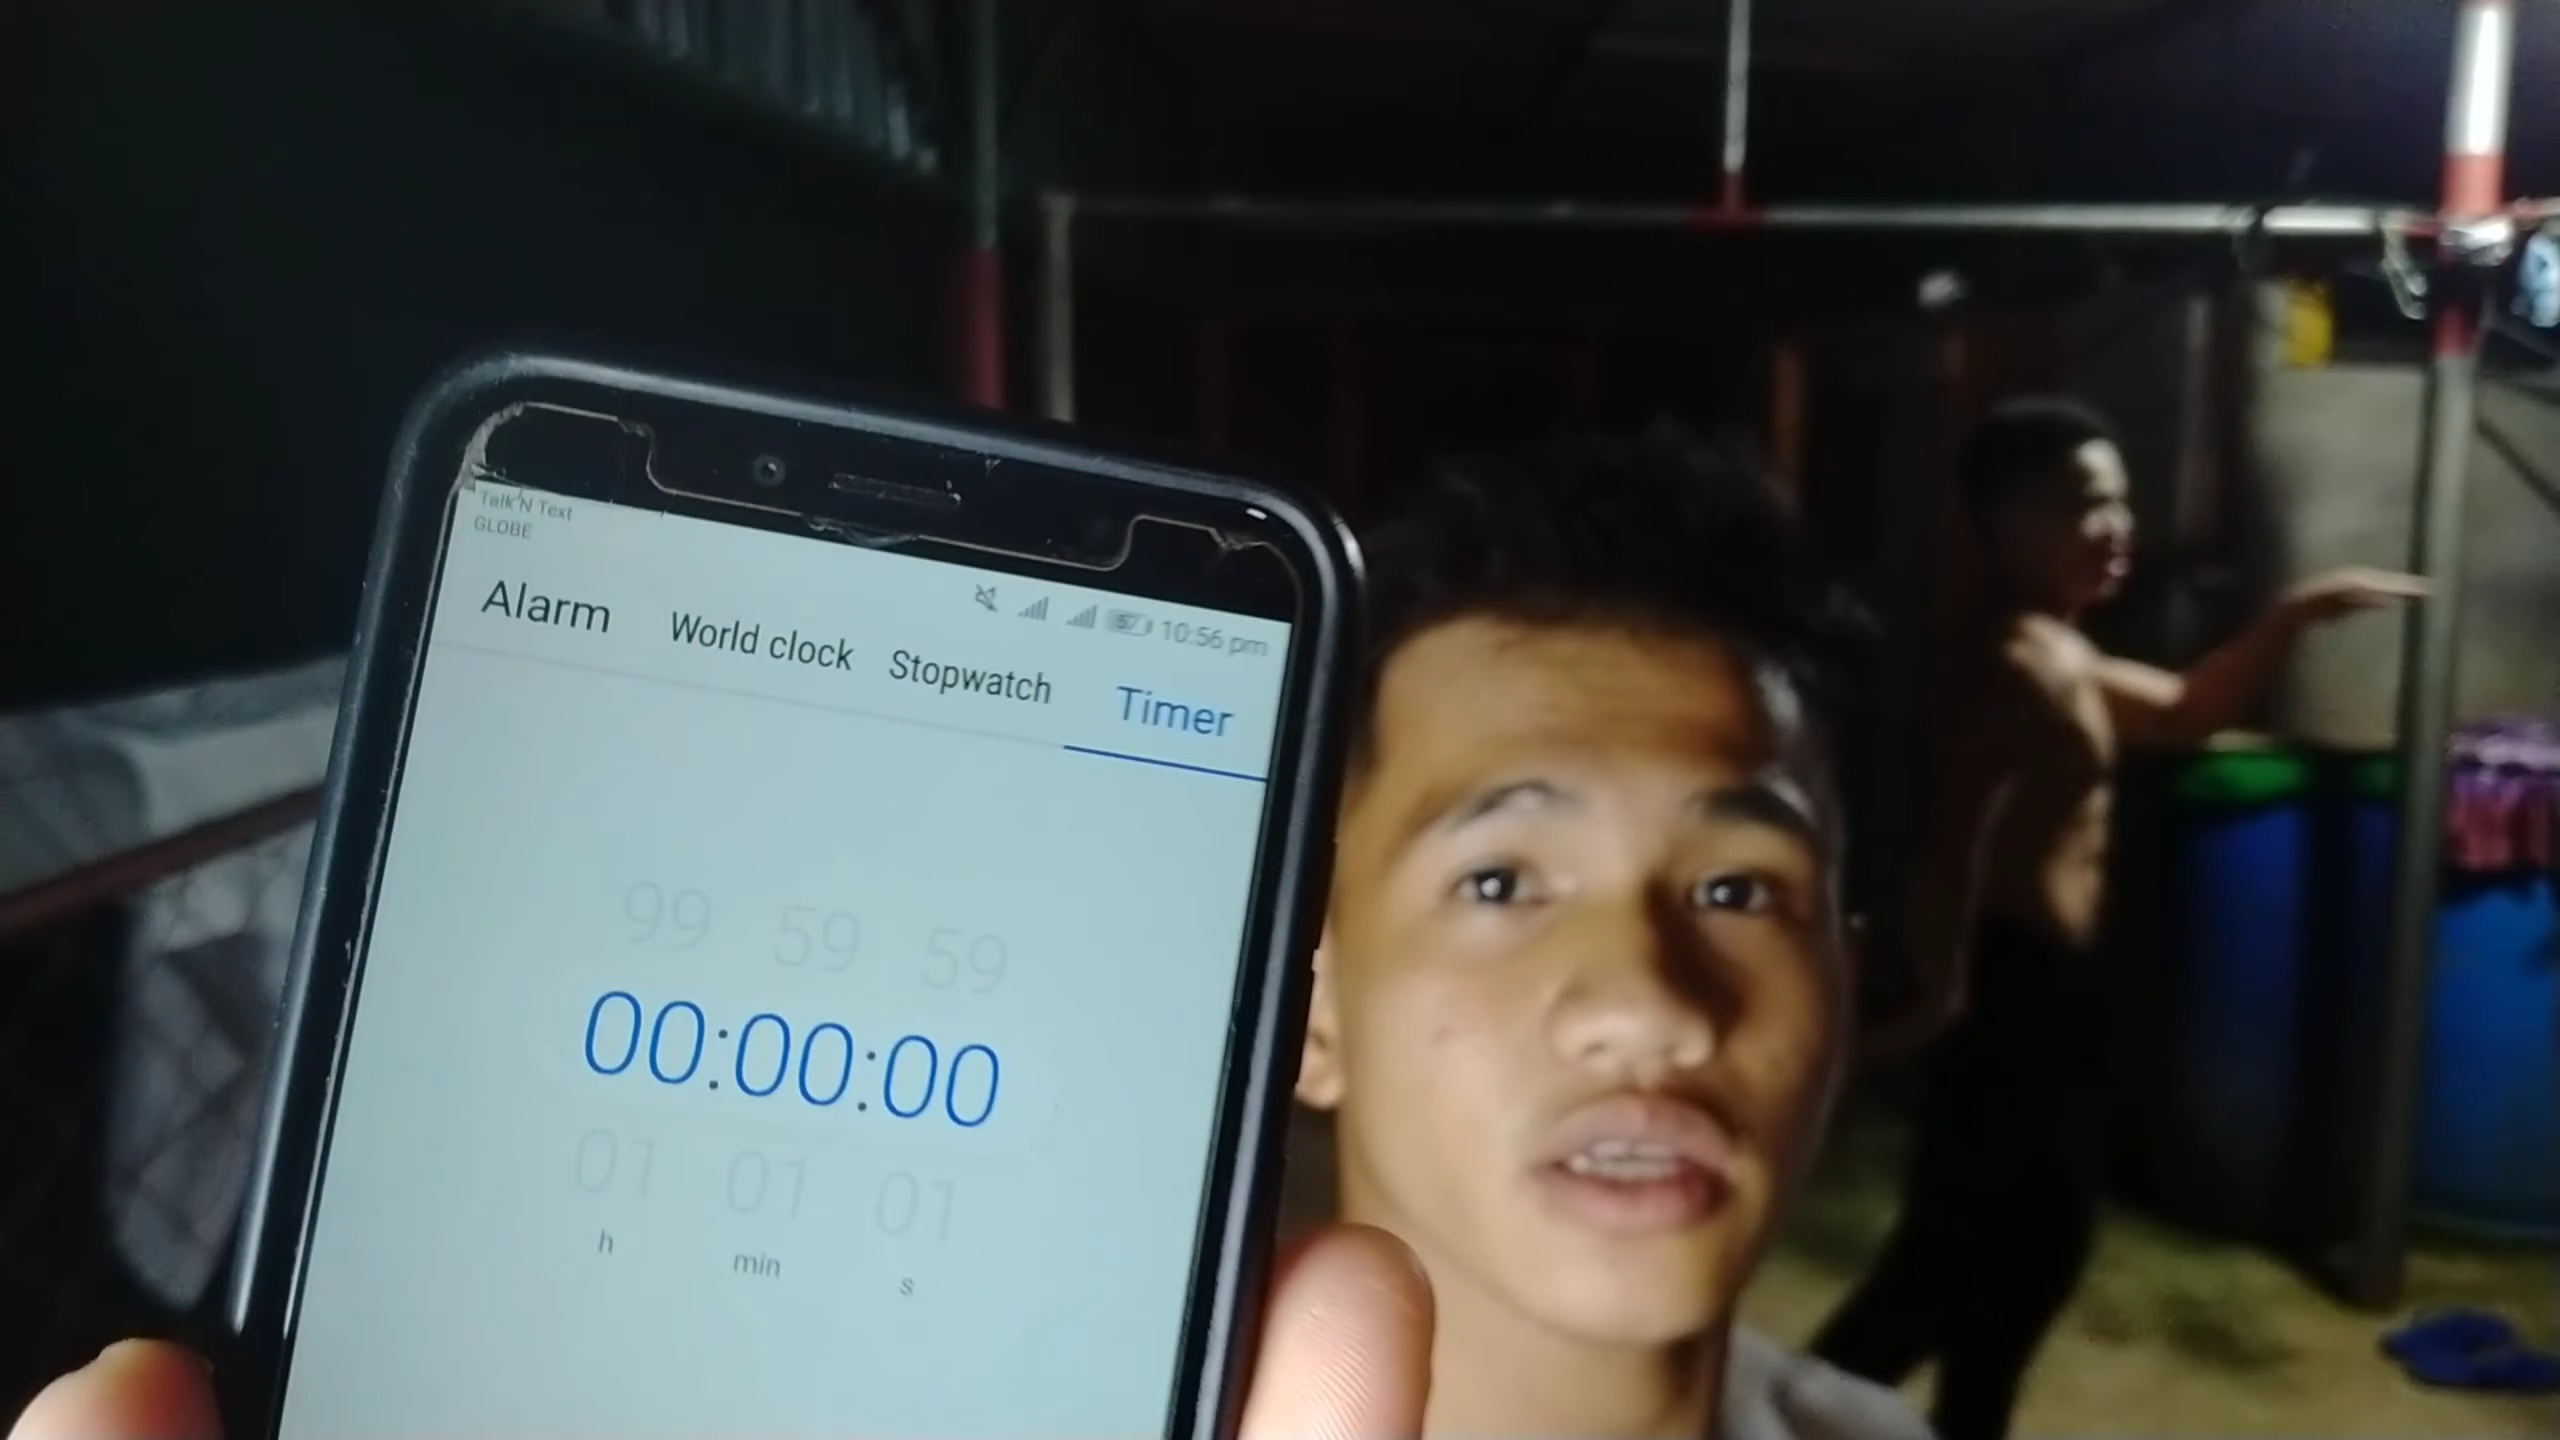 Talk N Text
GLOBE
57 10:56 pm
Alarm World clock Stopwatch Timer
99 59 59
00:00:00
01 01 01
h min s